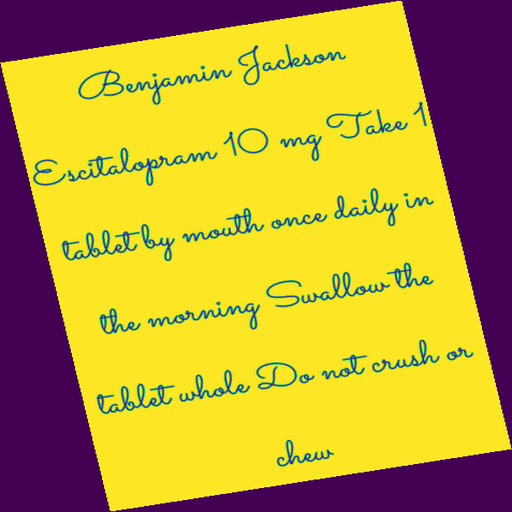 Benjamin Jackson
Escitalopram 10 mg Take 1
tablet by mouth once daily in
the morning Swallow the
tablet whole Do not crush or
chew